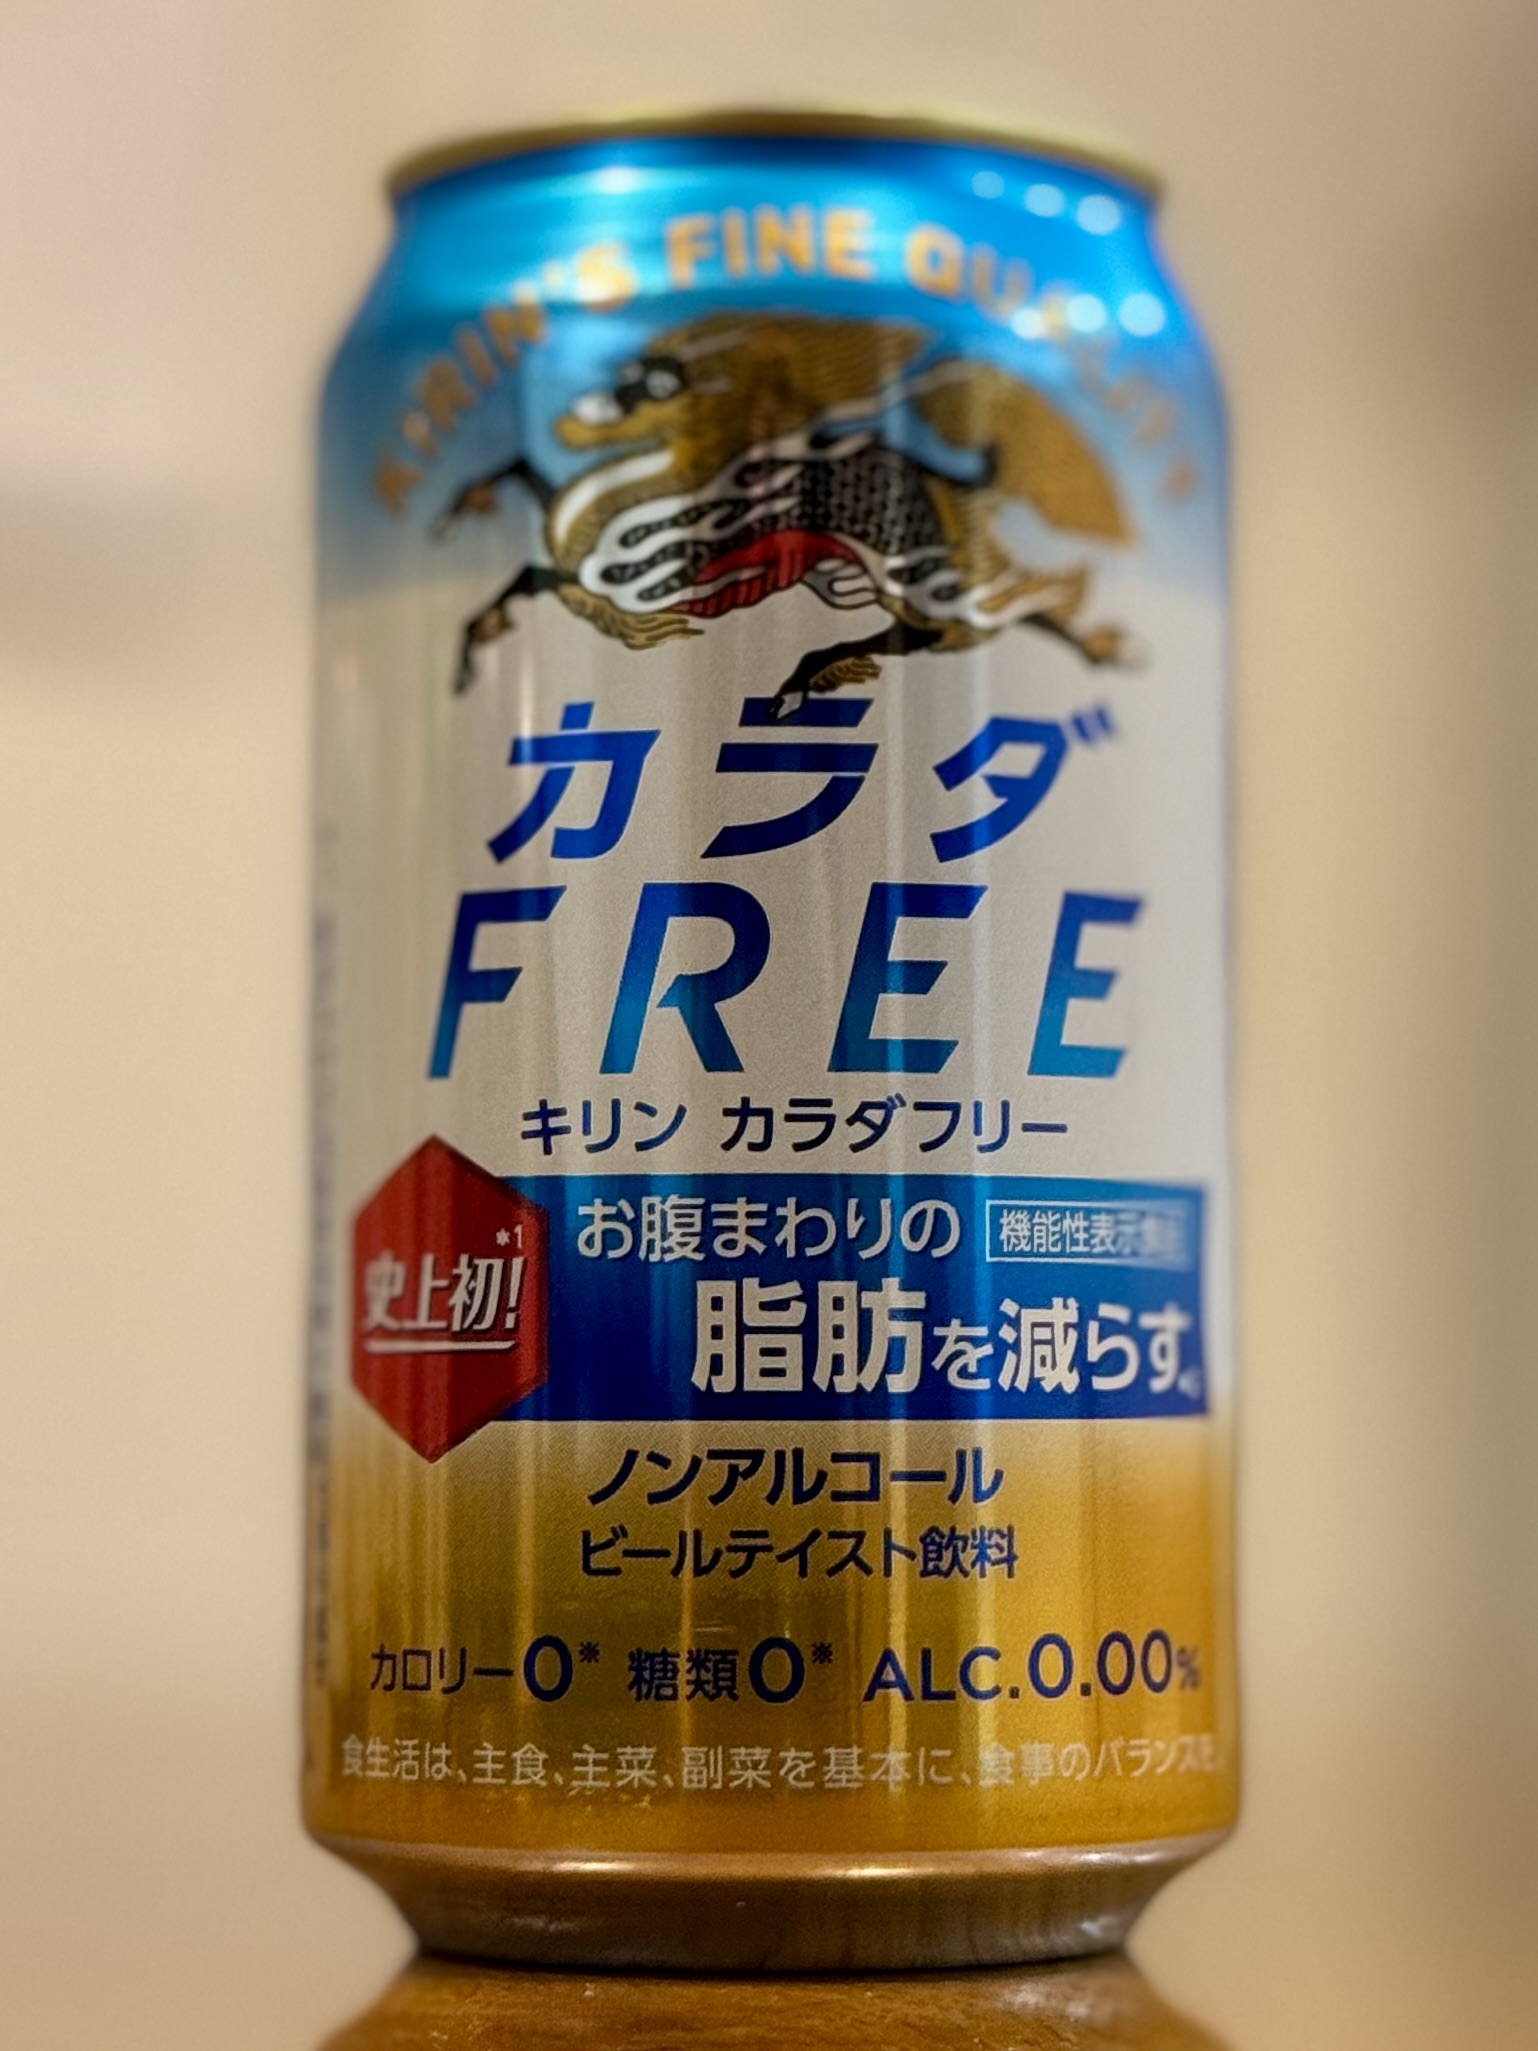 KIRIN'S FINE QUALITY
カラダ
FREE
キリン カラダフリー
史上初!*1
お腹まわりの 機能性表示食品
脂肪を減らす
ノンアルコール
ビールテイスト飲料
カロリー0※ 糖類0※ ALC.0.00%
食生活は、主食、主菜、副菜を基本に、食事のバランスを